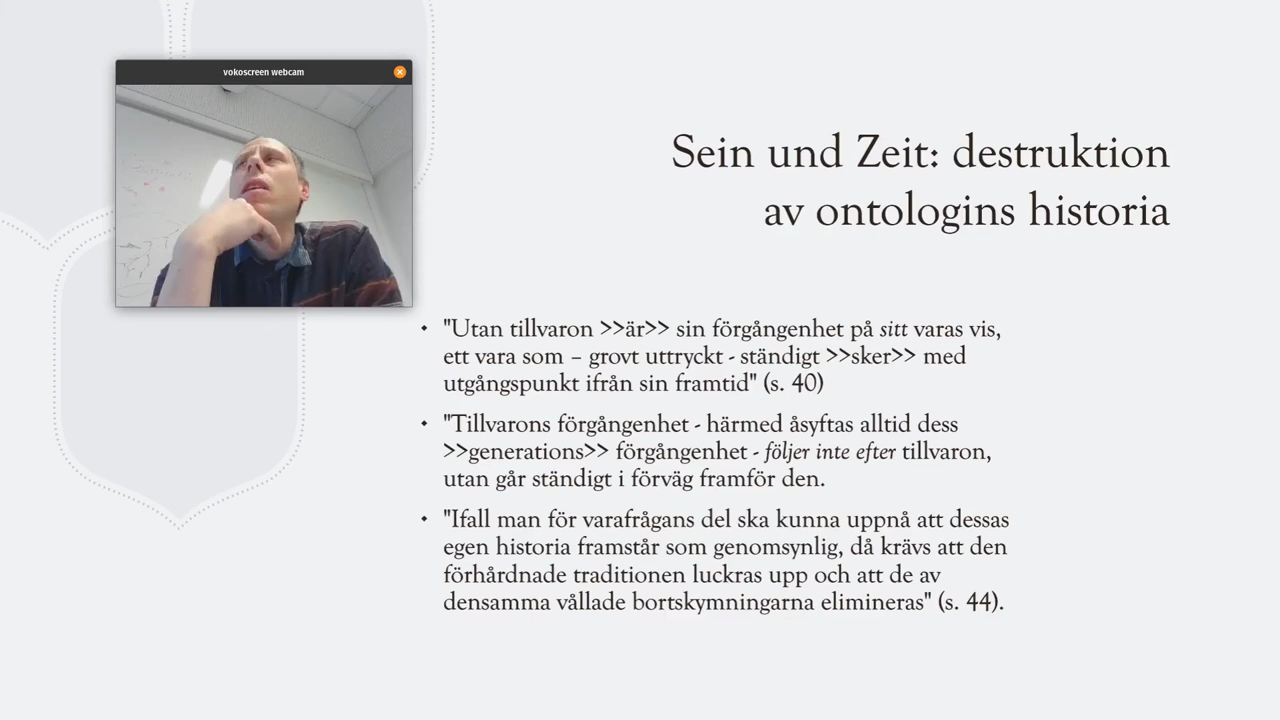 vokoscreen webcam
Sein und Zeit: destruktion
av ontologins historia
• "Utan tillvaron >>är>> sin förgångenhet på sitt varas vis,
ett vara som – grovt uttryckt - ständigt >>sker>> med
utgångspunkt ifrån sin framtid" (s. 40)
• "Tillvarons förgångenhet - härmed åsyftas alltid dess
>>generations>> förgångenhet - följer inte efter tillvaron,
utan går ständigt i förväg framför den.
• "Ifall man för varafrågans del ska kunna uppnå att dessas
egen historia framstår som genomsynlig, då krävs att den
förhårdnade traditionen luckras upp och att de av
densamma vållade bortskymningarna elimineras" (s. 44).